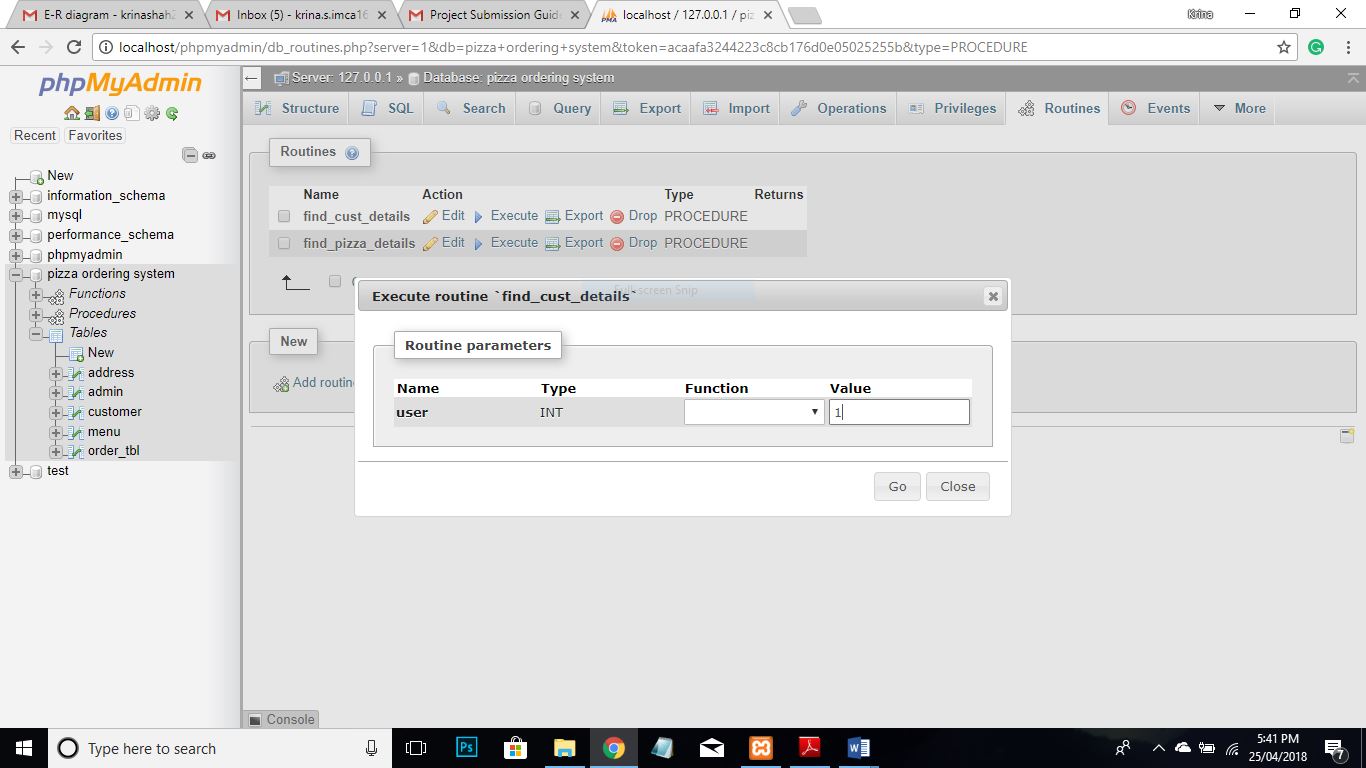 E-R diagram - krinashah2
Inbox (5) - krina.s.imca16
Project Submission Guid
localhost / 127.0.0.1 / piz
Krina
localhost/phpmyadmin/db_routines.php?server=1&db=pizza+ordering+system&token=acaafa3244223c8cb176d0e05025255b&type=PROCEDURE
phpMyAdmin
Recent Favorites
New
information_schema
mysql
performance_schema
phpmyadmin
pizza ordering system
Functions
Procedures
Tables
New
address
admin
customer
menu
order_tbl
test
Server: 127.0.0.1 » Database: pizza ordering system
Structure SQL Search Query Export Import Operations Privileges Routines Events More
Routines
Name Action Type Returns
find_cust_details Edit Execute Export Drop PROCEDURE
find_pizza_details Edit Execute Export Drop PROCEDURE
New
Add routin
Execute routine `find_cust_details`
Full-screen Snip
Routine parameters
Name Type Function Value
user INT 1
Go Close
Console
Type here to search
Ps
5:41 PM
25/04/2018
7